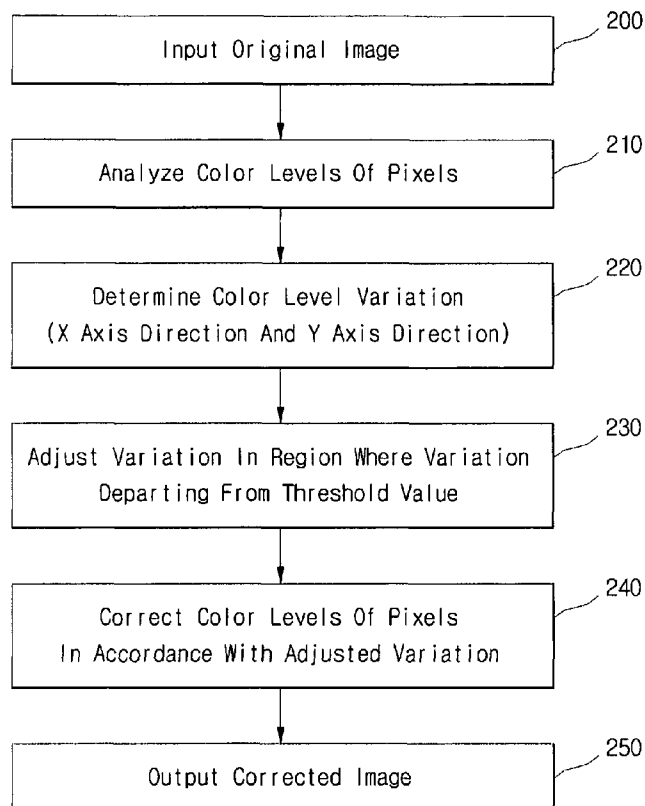 200
Input Original Image
210
Analyze Color Levels Of Pixels
220
Determine Color Level Variation
(X Axis Direction And Y Axis Direction)
230
Adjust Variation In Region Where Variation
Departing From Threshold Value
240
Correct Color Levels Of Pixels
In Accordance With Adjusted Variation
250
Output Corrected Image